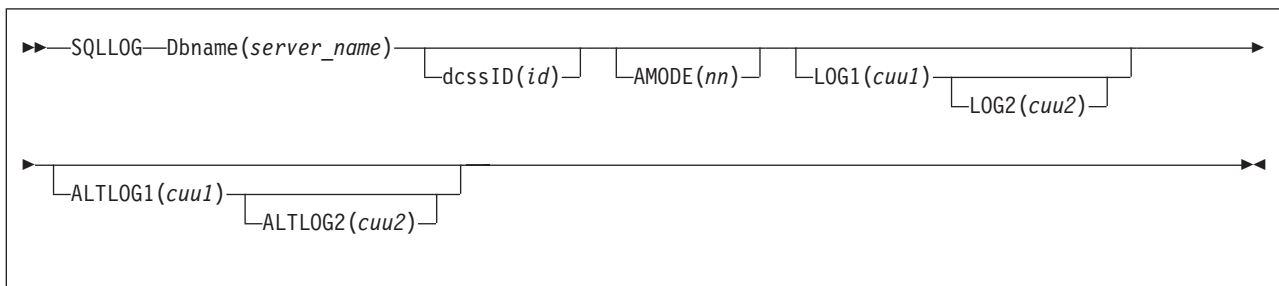 SQLLOG Dbname(server_name)
dcssID(id)
AMODE(nn)
LOG1(cuu1)
LOG2(cuu2)
ALTLOG1(cuu1)
ALTLOG2(cuu2)